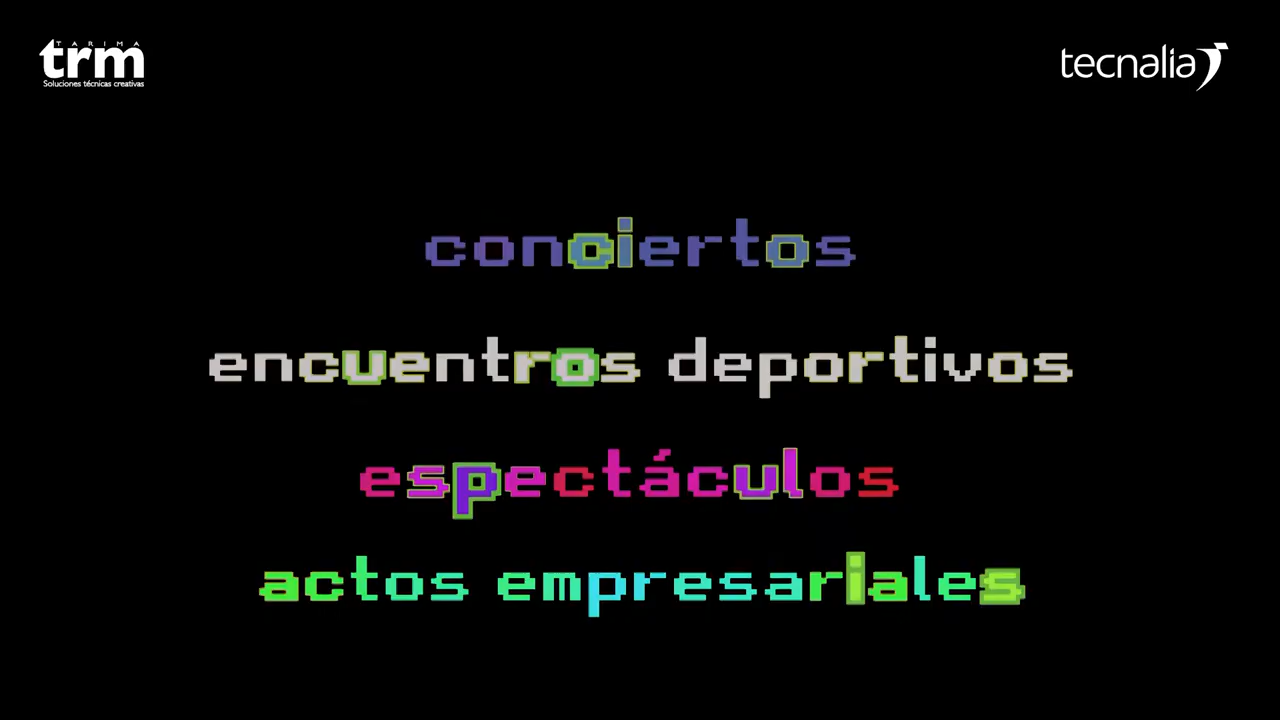 TARIMA
trm
Soluciones técnicas creativas
tecnalia
conciertos
encuentros deportivos
espectáculos
actos empresariales